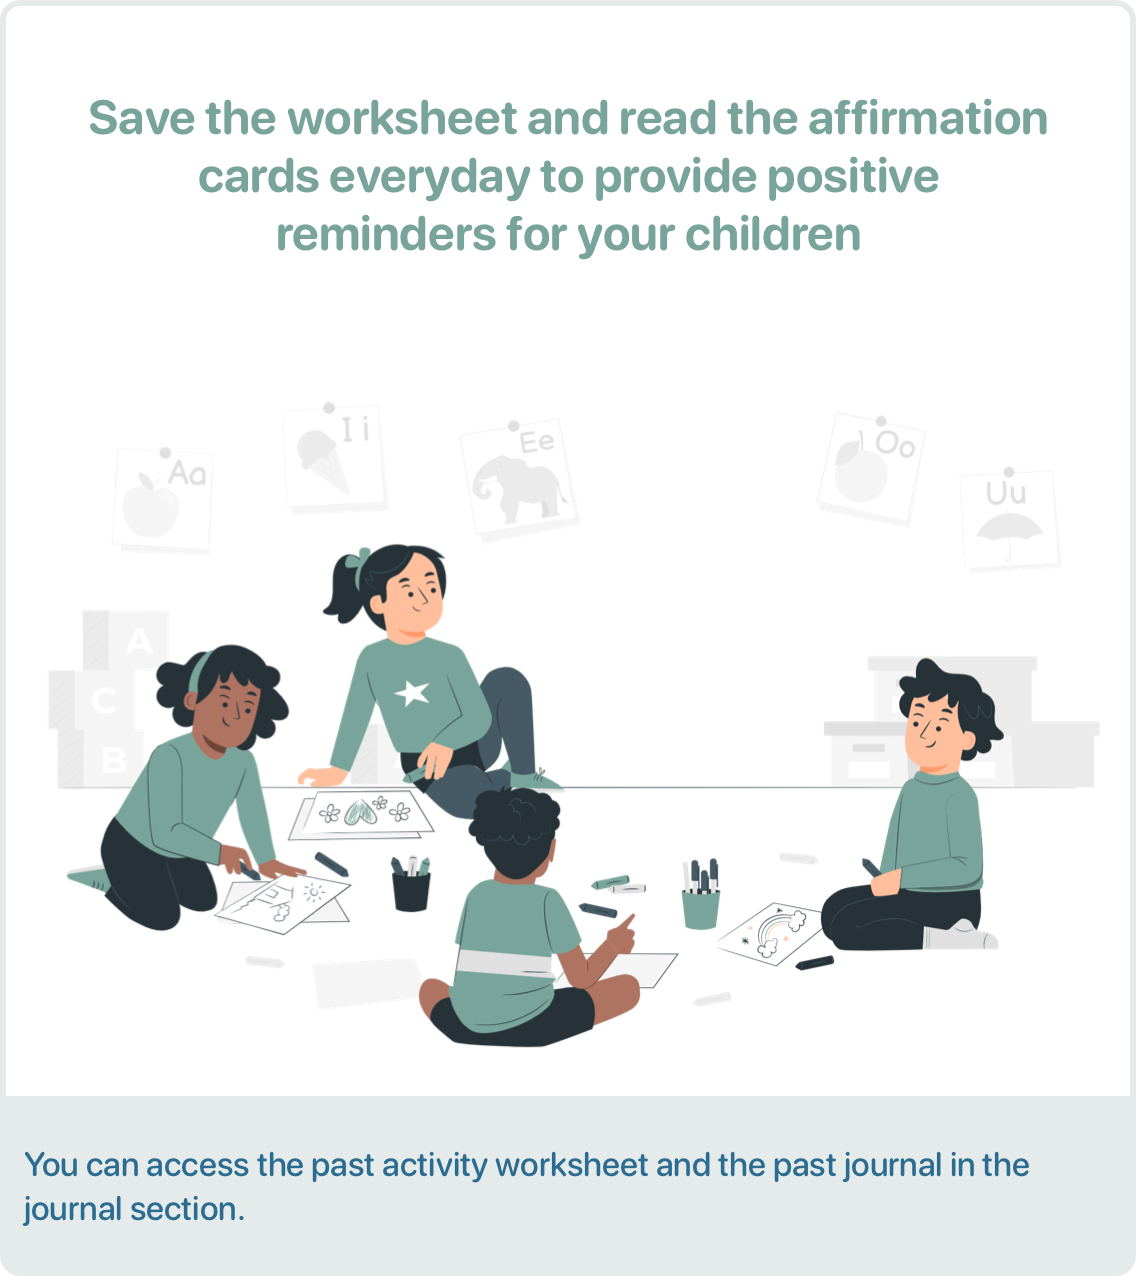 Save the worksheet and read the affirmation
cards everyday to provide positive
reminders for your children
Aa
I i
Ee
Oo
Uu
A
C
B
You can access the past activity worksheet and the past journal in the
journal section.